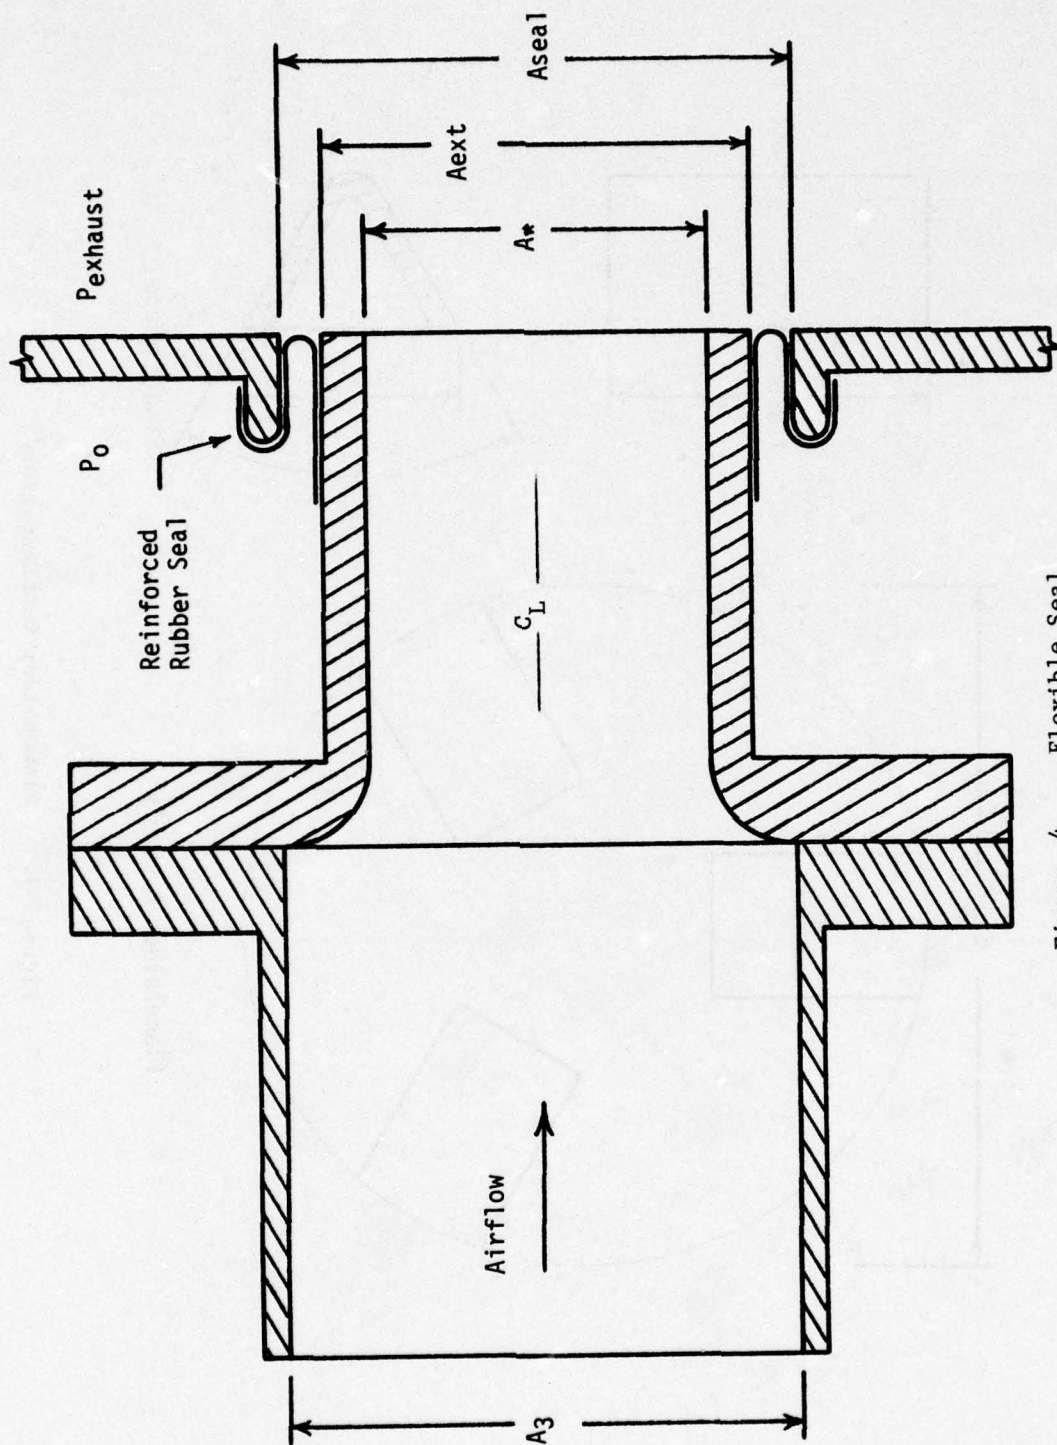 Aseal
Aext
A*
Pexhaust
Po
Reinforced
Rubber Seal
CL
Airflow
A3
Flexible Seal